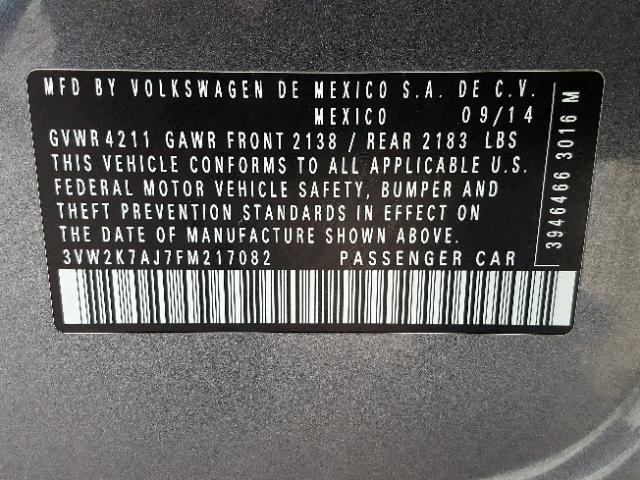 MFD BY VOLKSWAGEN DE MEXICO S.A. DE C.V.
MEXICO 09/14
GVWR 4211 GAWR FRONT 2138 / REAR 2183 LBS
THIS VEHICLE CONFORMS TO ALL APPLICABLE U.S.
FEDERAL MOTOR VEHICLE SAFETY, BUMPER AND
THEFT PREVENTION STANDARDS IN EFFECT ON
THE DATE OF MANUFACTURE SHOWN ABOVE.
3VW2K7AJ7FM217082 PASSENGER CAR
3946466 3016 M